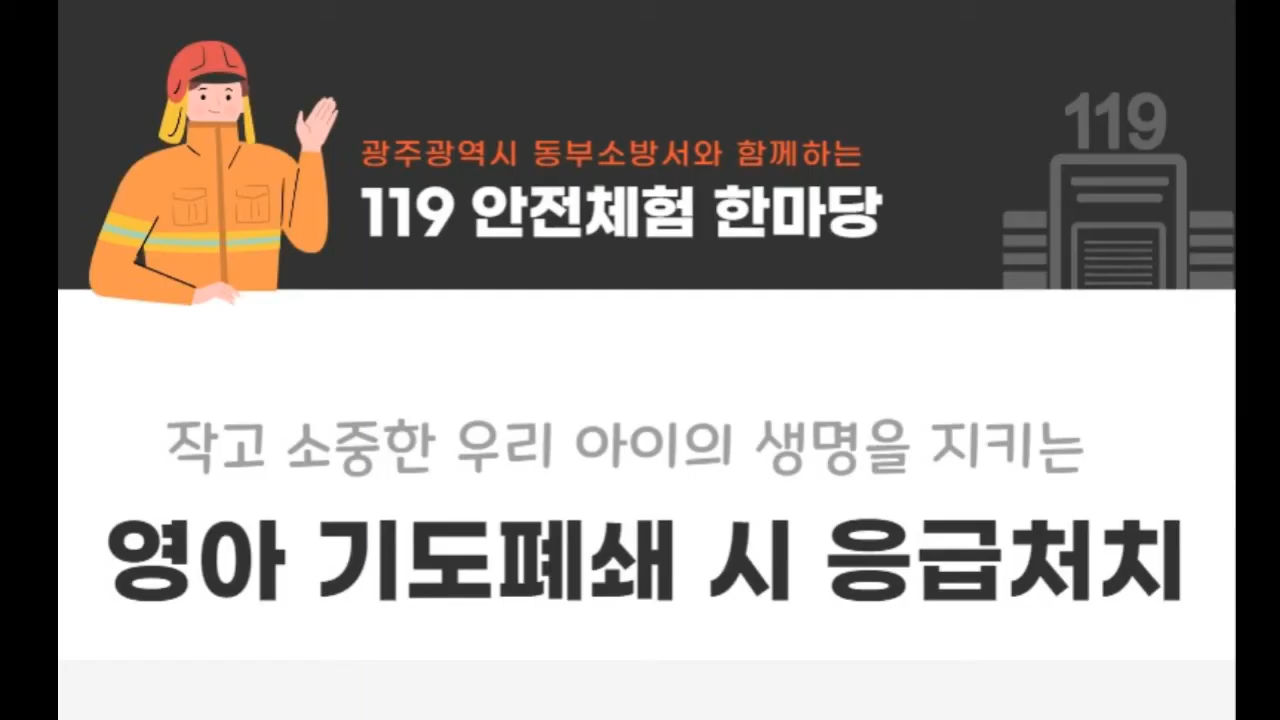 119
광주광역시 동부소방서와 함께하는
119 안전체험 한마당
작고 소중한 우리 아이의 생명을 지키는
영아 기도폐쇄 시 응급처치